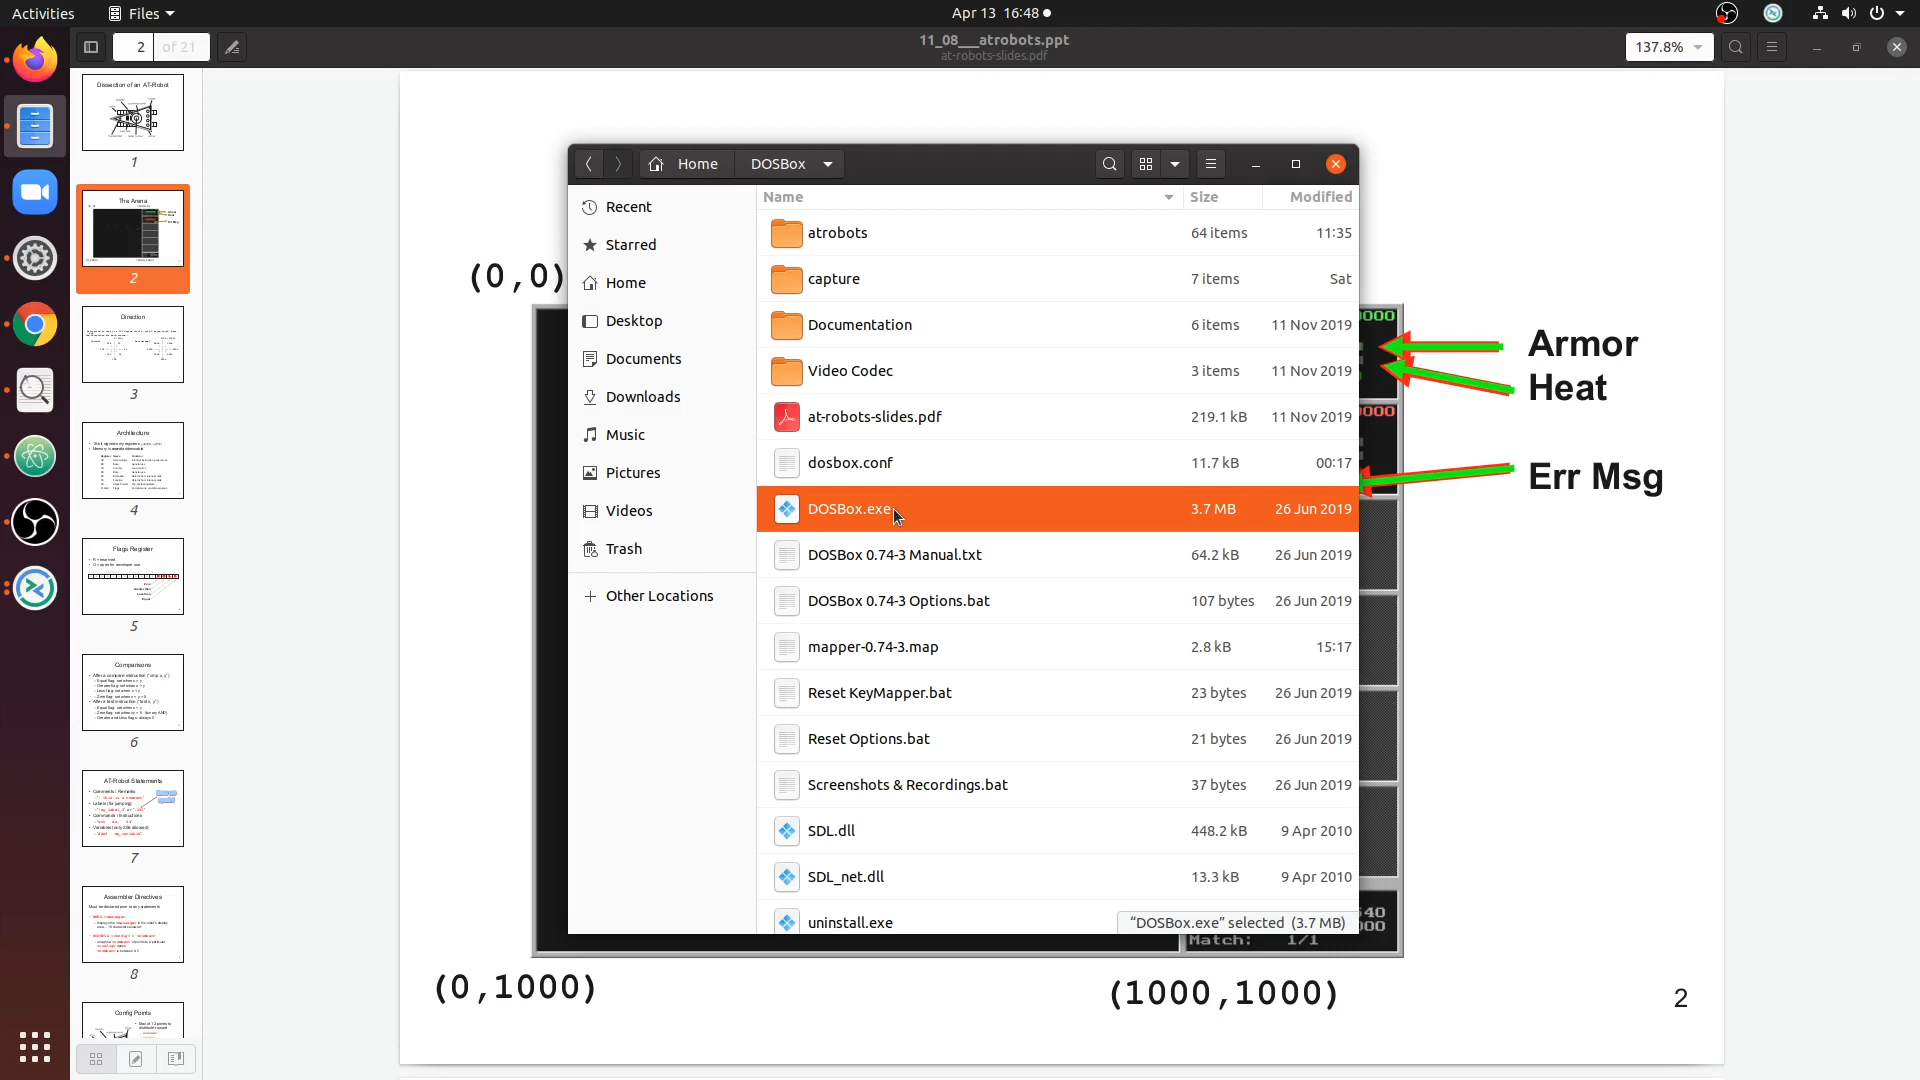 Activities
Files
Apr 13 16:48
2
of 21
11_08___atrobots.ppt
at-robots-slides.pdf
137.8%
Dissection of an AT-Robot
1
The Arena
2
Direction
3
Architecture
4
Flags Register
5
Comparisons
6
AT-Robot Statements
7
Assembler Directives
8
Config Points
Home
DOSBox
Recent
Starred
Home
Desktop
Documents
Downloads
Music
Pictures
Videos
Trash
Other Locations
Name Size Modified
atrobots 64 items 11:35
capture 7 items Sat
Documentation 6 items 11 Nov 2019
Video Codec 3 items 11 Nov 2019
at-robots-slides.pdf 219.1 kB 11 Nov 2019
dosbox.conf 11.7 kB 00:17
DOSBox.exe 3.7 MB 26 Jun 2019
DOSBox 0.74-3 Manual.txt 64.2 kB 26 Jun 2019
DOSBox 0.74-3 Options.bat 107 bytes 26 Jun 2019
mapper-0.74-3.map 2.8 kB 15:17
Reset KeyMapper.bat 23 bytes 26 Jun 2019
Reset Options.bat 21 bytes 26 Jun 2019
Screenshots & Recordings.bat 37 bytes 26 Jun 2019
SDL.dll 448.2 kB 9 Apr 2010
SDL_net.dll 13.3 kB 9 Apr 2010
uninstall.exe
“DOSBox.exe” selected (3.7 MB)
(0,0)
Armor
Heat
Err Msg
Match: 1/1
(0,1000)
(1000,1000)
2